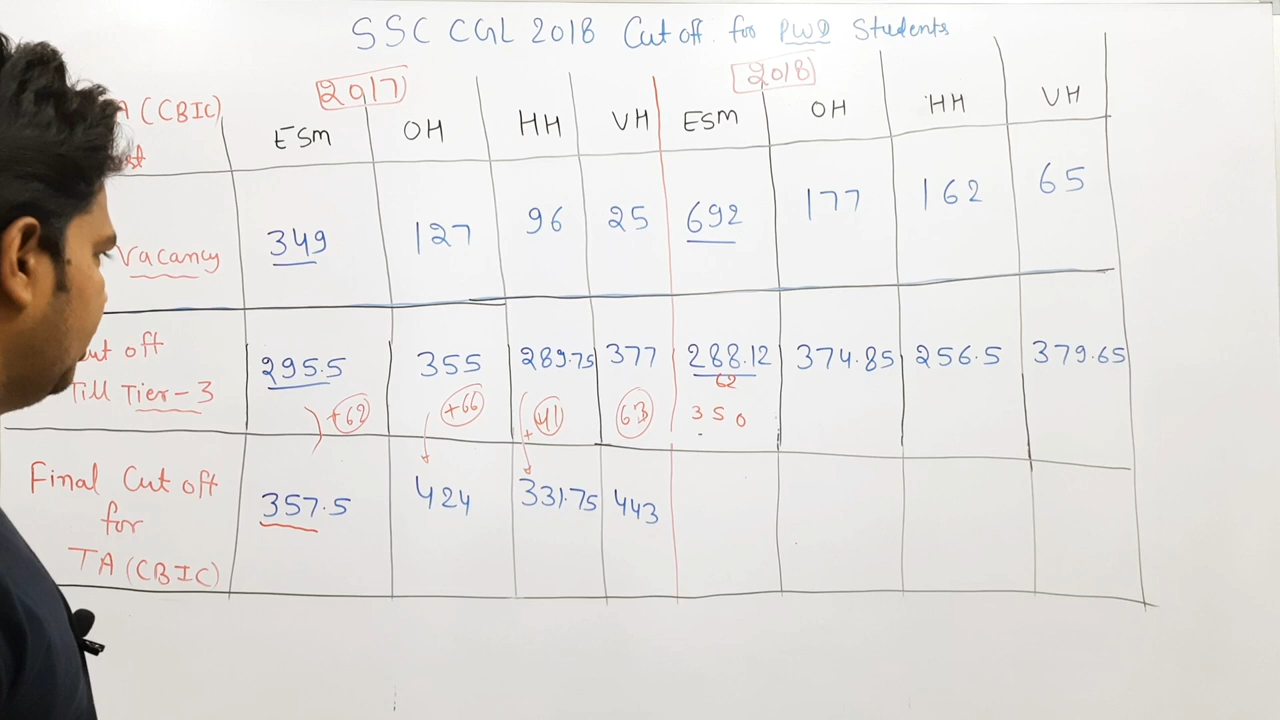 SSC CGL 2018 Cut off for PWD Students
2017 2018
(CBIC) ESM OH HH VH ESM OH HH VH
Vacancy 349 127 96 25 692 177 162 65
off
Till Tier-3 295.5 355 289.75 377 288.12 374.85 256.5 379.65
+62 +66 +41 63 62
350
Final Cut off
for
TA (CBIC) 357.5 424 331.75 443